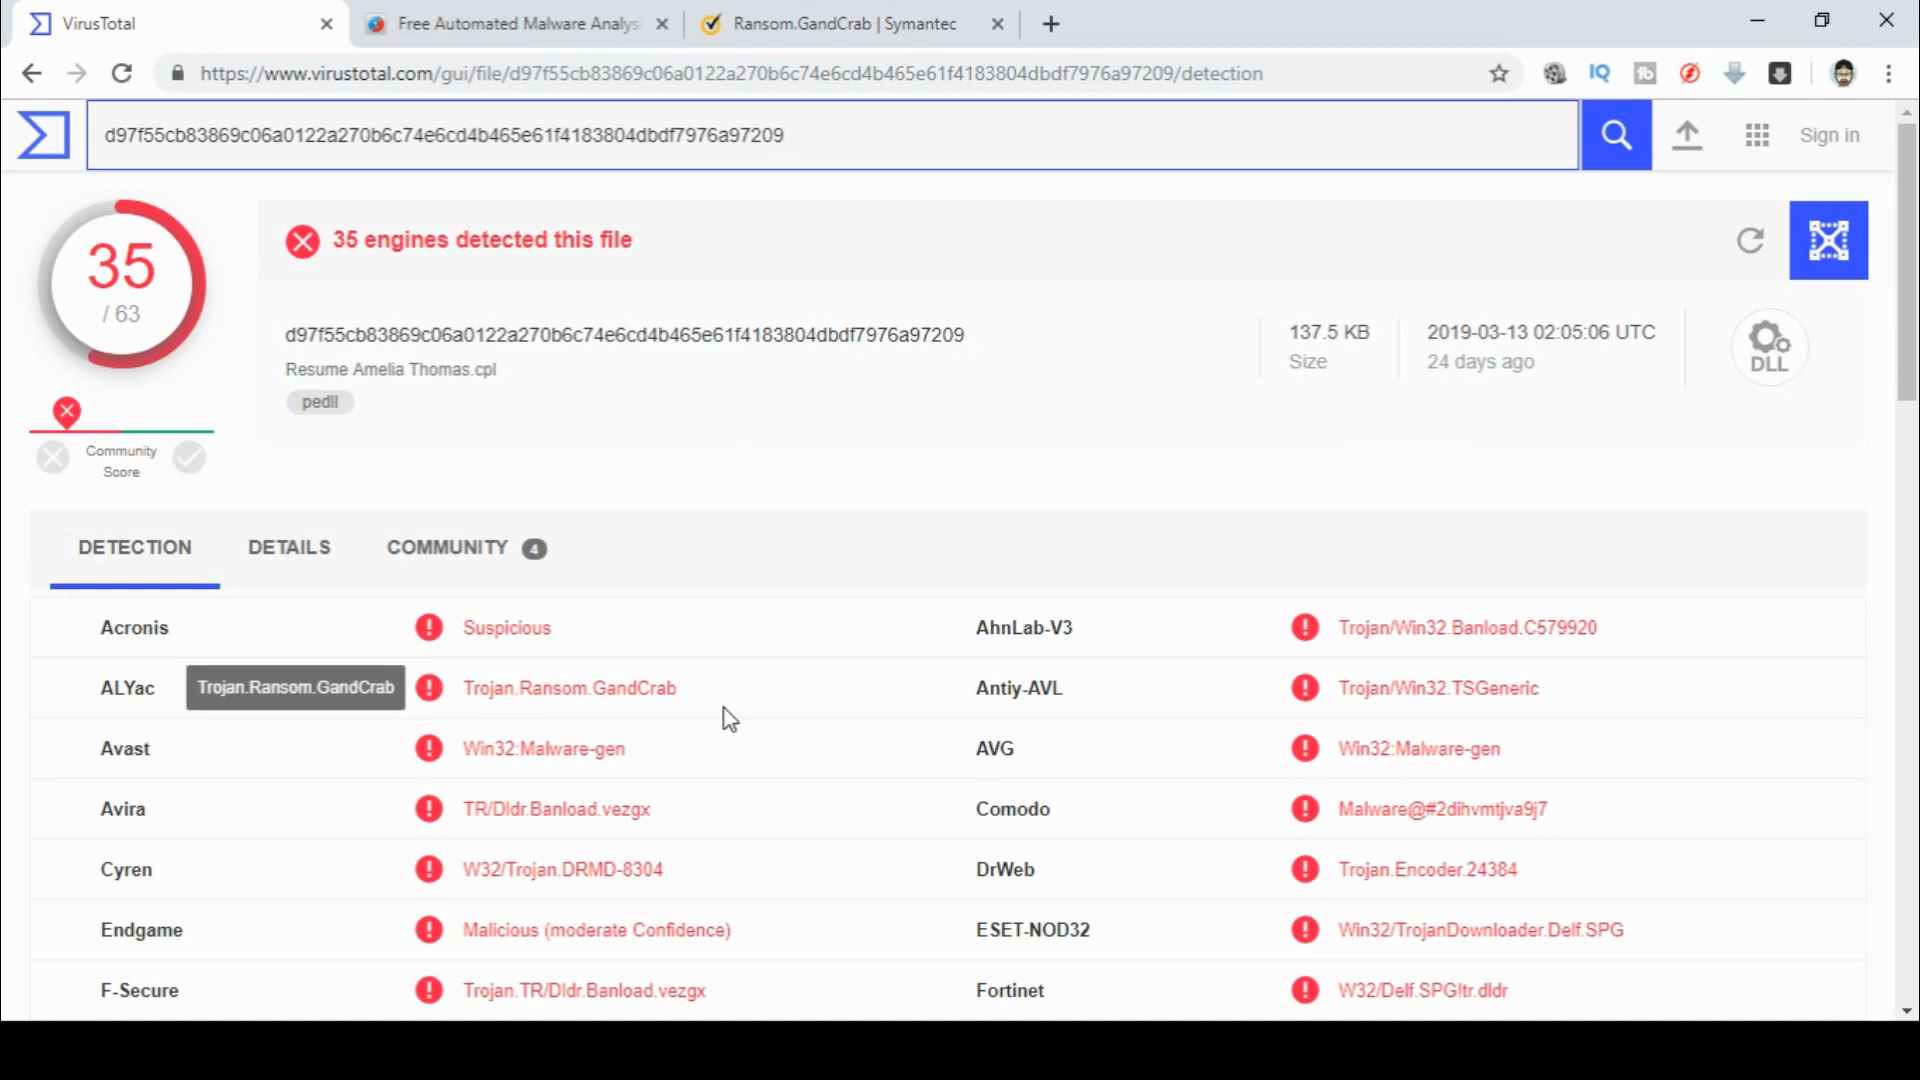 VirusTotal
Free Automated Malware Analysi
Ransom.GandCrab | Symantec
https://www.virustotal.com/gui/file/d97f55cb83869c06a0122a270b6c74e6cd4b465e61f4183804dbdf7976a97209/detection
IQ
tb
d97f55cb83869c06a0122a270b6c74e6cd4b465e61f4183804dbdf7976a97209
Sign in
35
/ 63
35 engines detected this file
d97f55cb83869c06a0122a270b6c74e6cd4b465e61f4183804dbdf7976a97209
Resume Amelia Thomas.cpl
pedll
137.5 KB
Size
2019-03-13 02:05:06 UTC
24 days ago
DLL
Community
Score
DETECTION DETAILS COMMUNITY 4
Acronis Suspicious AhnLab-V3 Trojan/Win32.Banload.C579920
ALYac Trojan.Ransom.GandCrab Trojan.Ransom.GandCrab Antiy-AVL Trojan/Win32.TSGeneric
Avast Win32:Malware-gen AVG Win32:Malware-gen
Avira TR/Dldr.Banload.vezgx Comodo Malware@#2dihvmtjva9j7
Cyren W32/Trojan.DRMD-8304 DrWeb Trojan.Encoder.24384
Endgame Malicious (moderate Confidence) ESET-NOD32 Win32/TrojanDownloader.Delf.SPG
F-Secure Trojan.TR/Dldr.Banload.vezgx Fortinet W32/Delf.SPG!tr.dldr